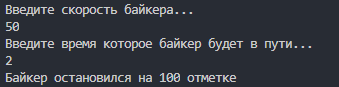 Введите скорость байкера...
50
Введите время которое байкер будет в пути...
2
Байкер остановился на 100 отметке